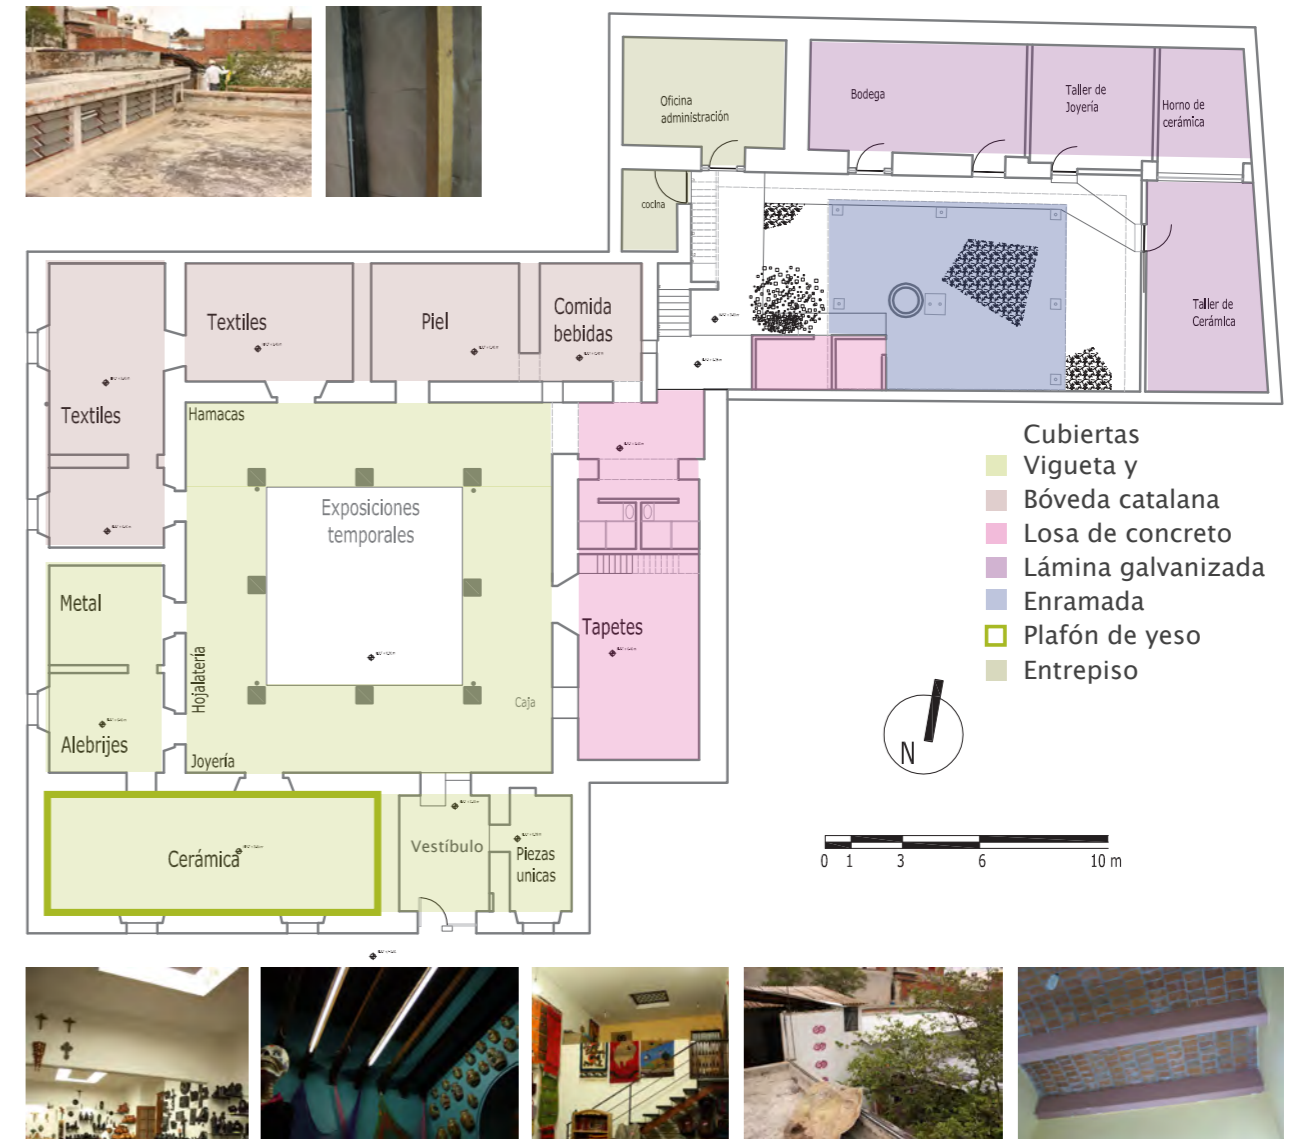 Oficina
administración
Bodega
Taller de
Joyería
Horno de
cerámica
cocina
Taller de
Cerámica
Textiles
Piel
Comida
bebidas
Textiles
Hamacas
Exposiciones
temporales
Metal
Hojalatería
Alebrijes
Joyería
Caja
Tapetes
Cerámica
Vestíbulo
Piezas
unicas
Cubiertas
Vigueta y
Bóveda catalana
Losa de concreto
Lámina galvanizada
Enramada
Plafón de yeso
Entrepiso
N
0 1 3 6 10 m